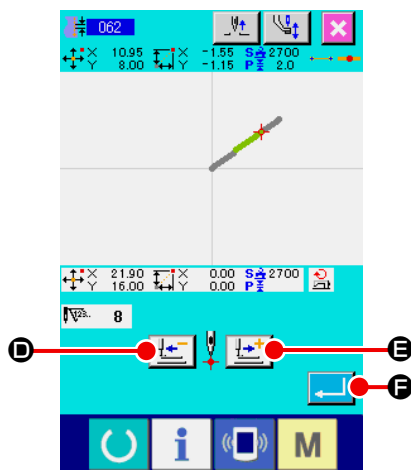 062
X 10.95 X -1.55 S 2700
Y 8.00 Y -1.15 P 2.0
X 21.90 X 0.00 S 2700
Y 16.00 Y 0.00 P
N123.. 8
D E
F
i M